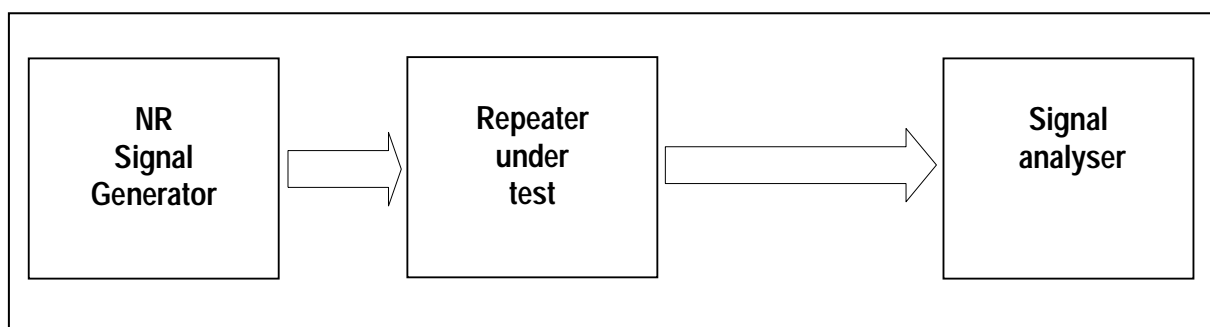 NR
Signal
Generator
Repeater
under
test
Signal
analyser